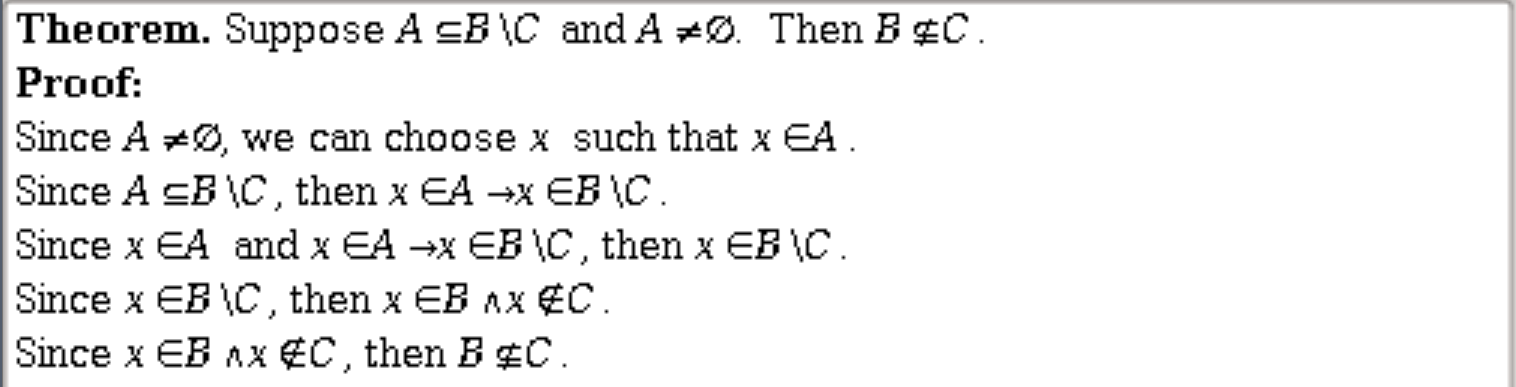 Theorem. Suppose A ⊆B \C and A ≠∅. Then B ⊈C .
Proof:
Since A ≠∅, we can choose x such that x ∈A .
Since A ⊆B \C , then x ∈A →x ∈B \C .
Since x ∈A and x ∈A →x ∈B \C , then x ∈B \C .
Since x ∈B \C , then x ∈B ∧x ∉C .
Since x ∈B ∧x ∉C , then B ⊈C .